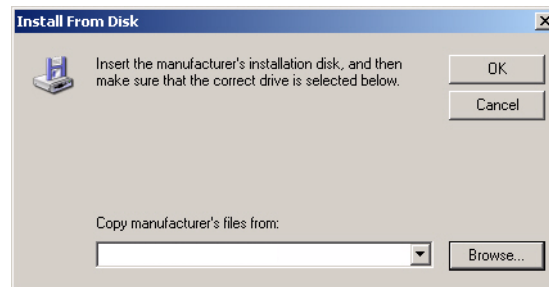 Install From Disk
Insert the manufacturer's installation disk, and then
make sure that the correct drive is selected below.
OK
Cancel
Copy manufacturer's files from:
Browse...